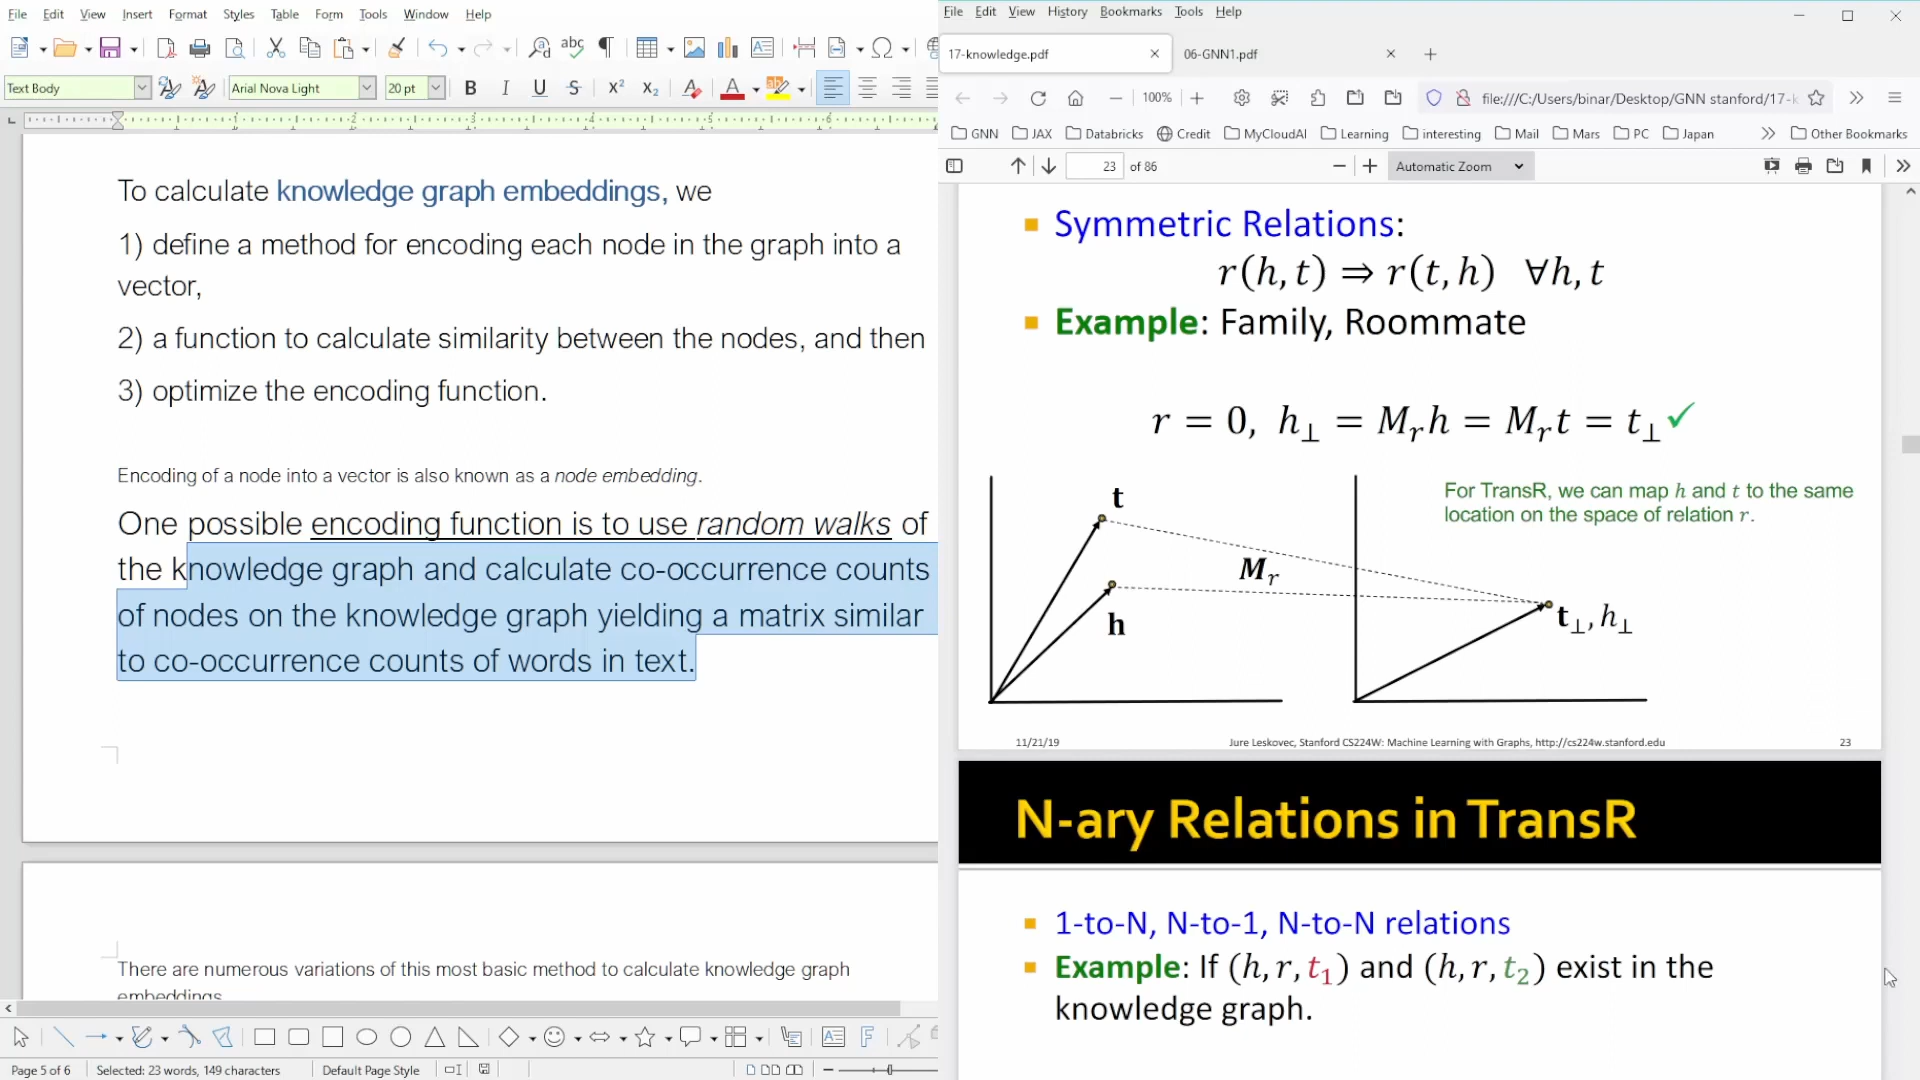 File Edit View Insert Format Styles Table Form Tools Window Help
Text Body
Arial Nova Light
20 pt
To calculate knowledge graph embeddings, we
1) define a method for encoding each node in the graph into a
vector,
2) a function to calculate similarity between the nodes, and then
3) optimize the encoding function.
Encoding of a node into a vector is also known as a node embedding.
One possible encoding function is to use random walks of
the knowledge graph and calculate co-occurrence counts
of nodes on the knowledge graph yielding a matrix similar
to co-occurrence counts of words in text.
There are numerous variations of this most basic method to calculate knowledge graph
embeddings
Page 5 of 6 Selected: 23 words, 149 characters Default Page Style
File Edit View History Bookmarks Tools Help
17-knowledge.pdf
06-GNN1.pdf
100%
file:///C:/Users/binar/Desktop/GNN stanford/17-k
GNN JAX Databricks Credit MyCloudAI Learning interesting Mail Mars PC Japan Other Bookmarks
23 of 86
Automatic Zoom
Symmetric Relations:
r(h, t) ⇒ r(t, h) ∀h, t
Example: Family, Roommate
r = 0, h⊥ = Mᵣh = Mᵣt = t⊥ ✓
For TransR, we can map h and t to the same
location on the space of relation r.
t
Mᵣ
h
t⊥, h⊥
11/21/19 Jure Leskovec, Stanford CS224W: Machine Learning with Graphs, http://cs224w.stanford.edu 23
N-ary Relations in TransR
1-to-N, N-to-1, N-to-N relations
Example: If (h, r, t₁) and (h, r, t₂) exist in the
knowledge graph.